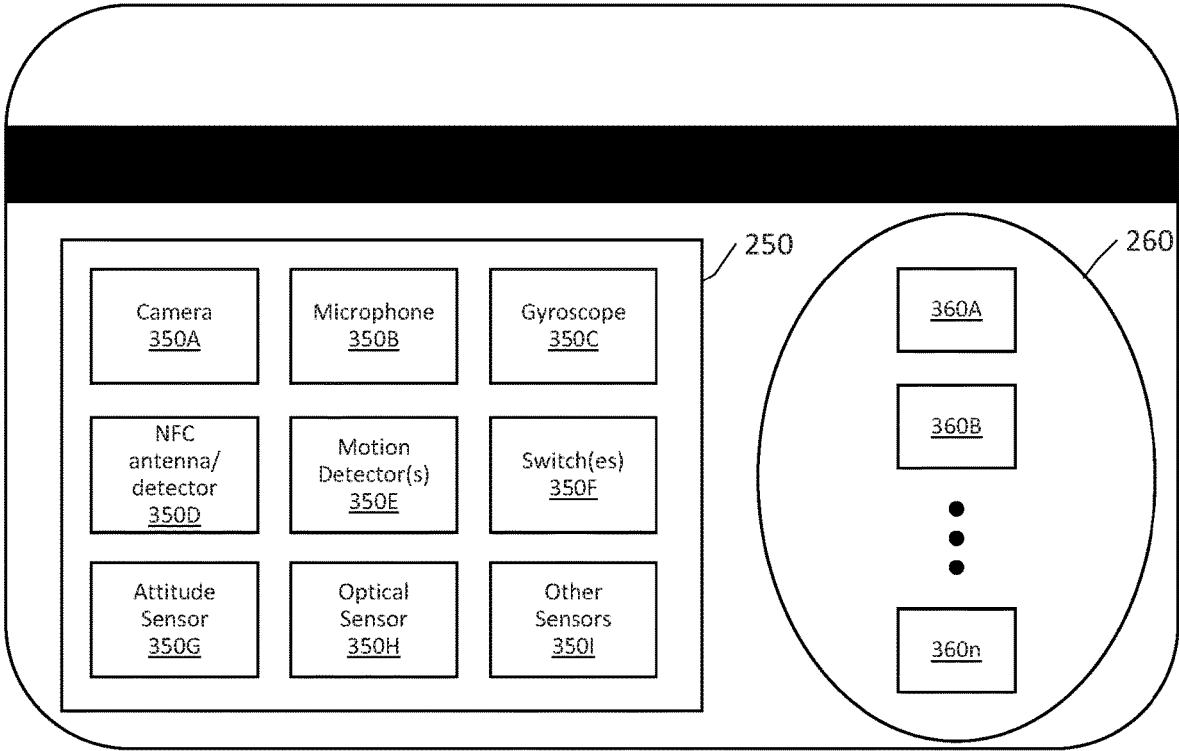 250
260
Camera
350A
Microphone
350B
Gyroscope
350C
NFC
antenna/
detector
350D
Motion
Detector(s)
350E
Switch(es)
350F
Attitude
Sensor
350G
Optical
Sensor
350H
Other
Sensors
350I
360A
360B
360n